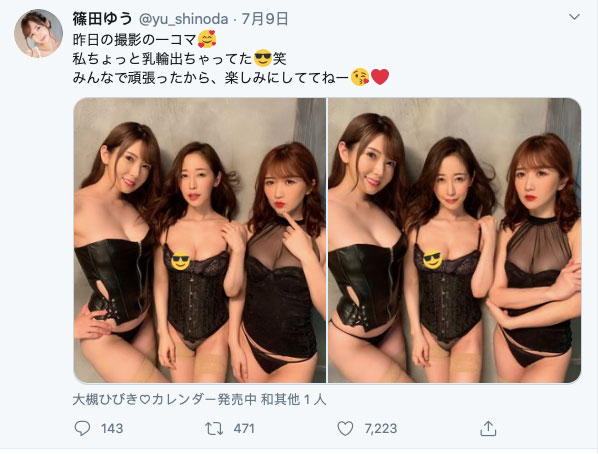 篠田ゆう @yu_shinoda · 7月9日
昨日の撮影の一コマ🥰
私ちょっと乳輪出ちゃってた😎笑
みんなで頑張ったから、楽しみにしててねー😘❤️
大槻ひびき♡カレンダー発売中 和其他 1 人
143 471 7,223